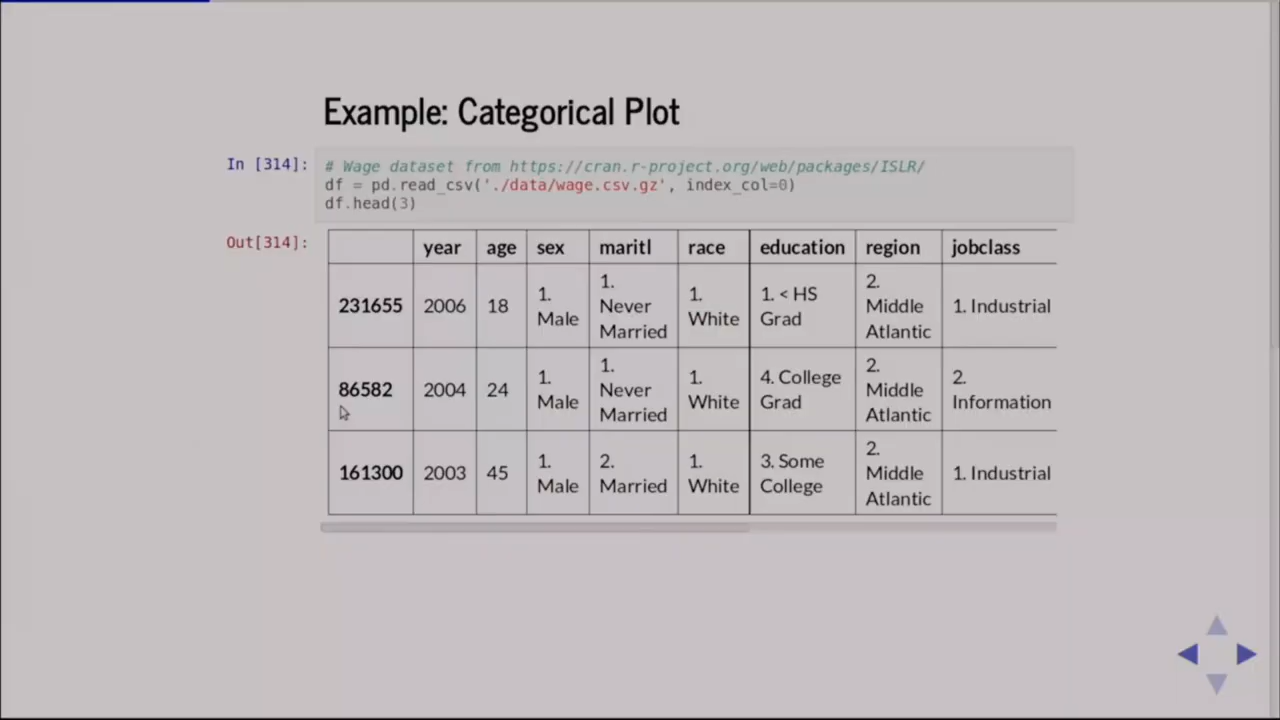 Example: Categorical Plot
In [314]:
# Wage dataset from https://cran.r-project.org/web/packages/ISLR/
df = pd.read_csv('./data/wage.csv.gz', index_col=0)
df.head(3)
Out[314]:
year age sex maritl race education region jobclass
231655 2006 18 1. Male 1. Never Married 1. White 1. < HS Grad 2. Middle Atlantic 1. Industrial
86582 2004 24 1. Male 1. Never Married 1. White 4. College Grad 2. Middle Atlantic 2. Information
161300 2003 45 1. Male 2. Married 1. White 3. Some College 2. Middle Atlantic 1. Industrial